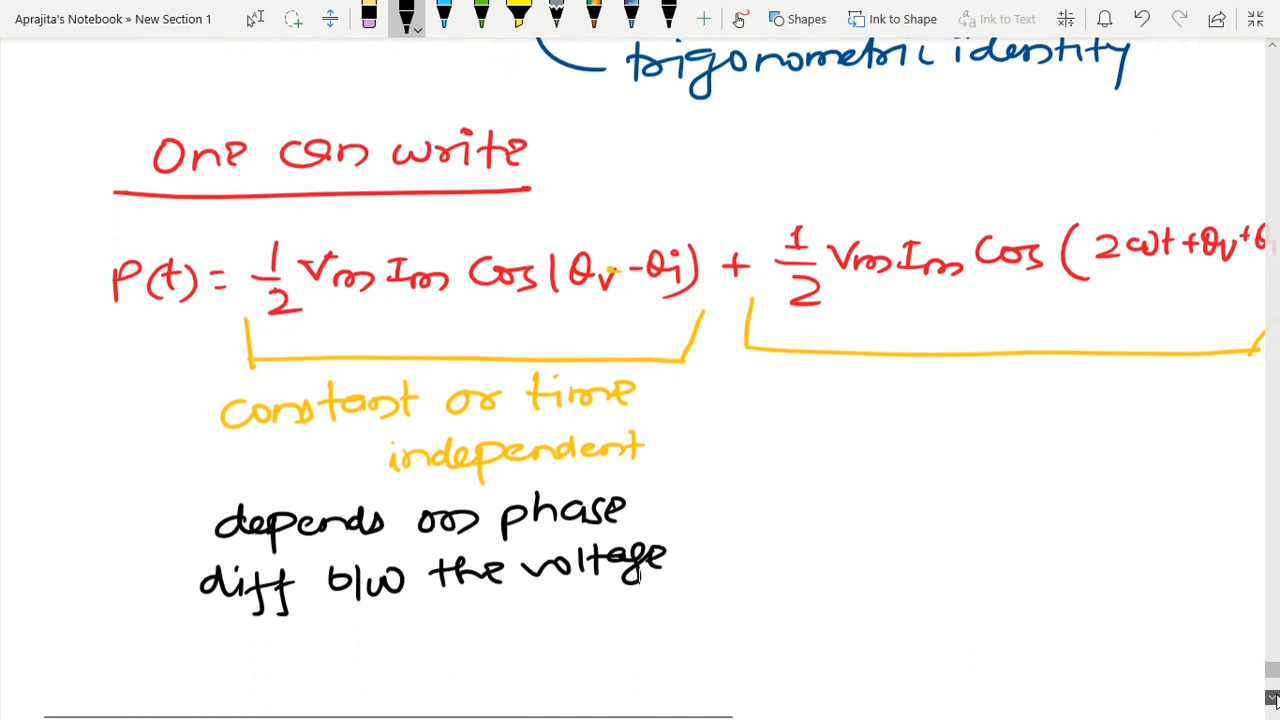 Aprajita's Notebook » New Section 1
Shapes
Ink to Shape
Ink to Text
trigonometric identity
One can write
P(t) = 1/2 Vm Im Cos(θv - θi) + 1/2 Vm Im Cos (2ωt + θv + θ
constant or time
independent
depends on phase
diff b/w the voltage